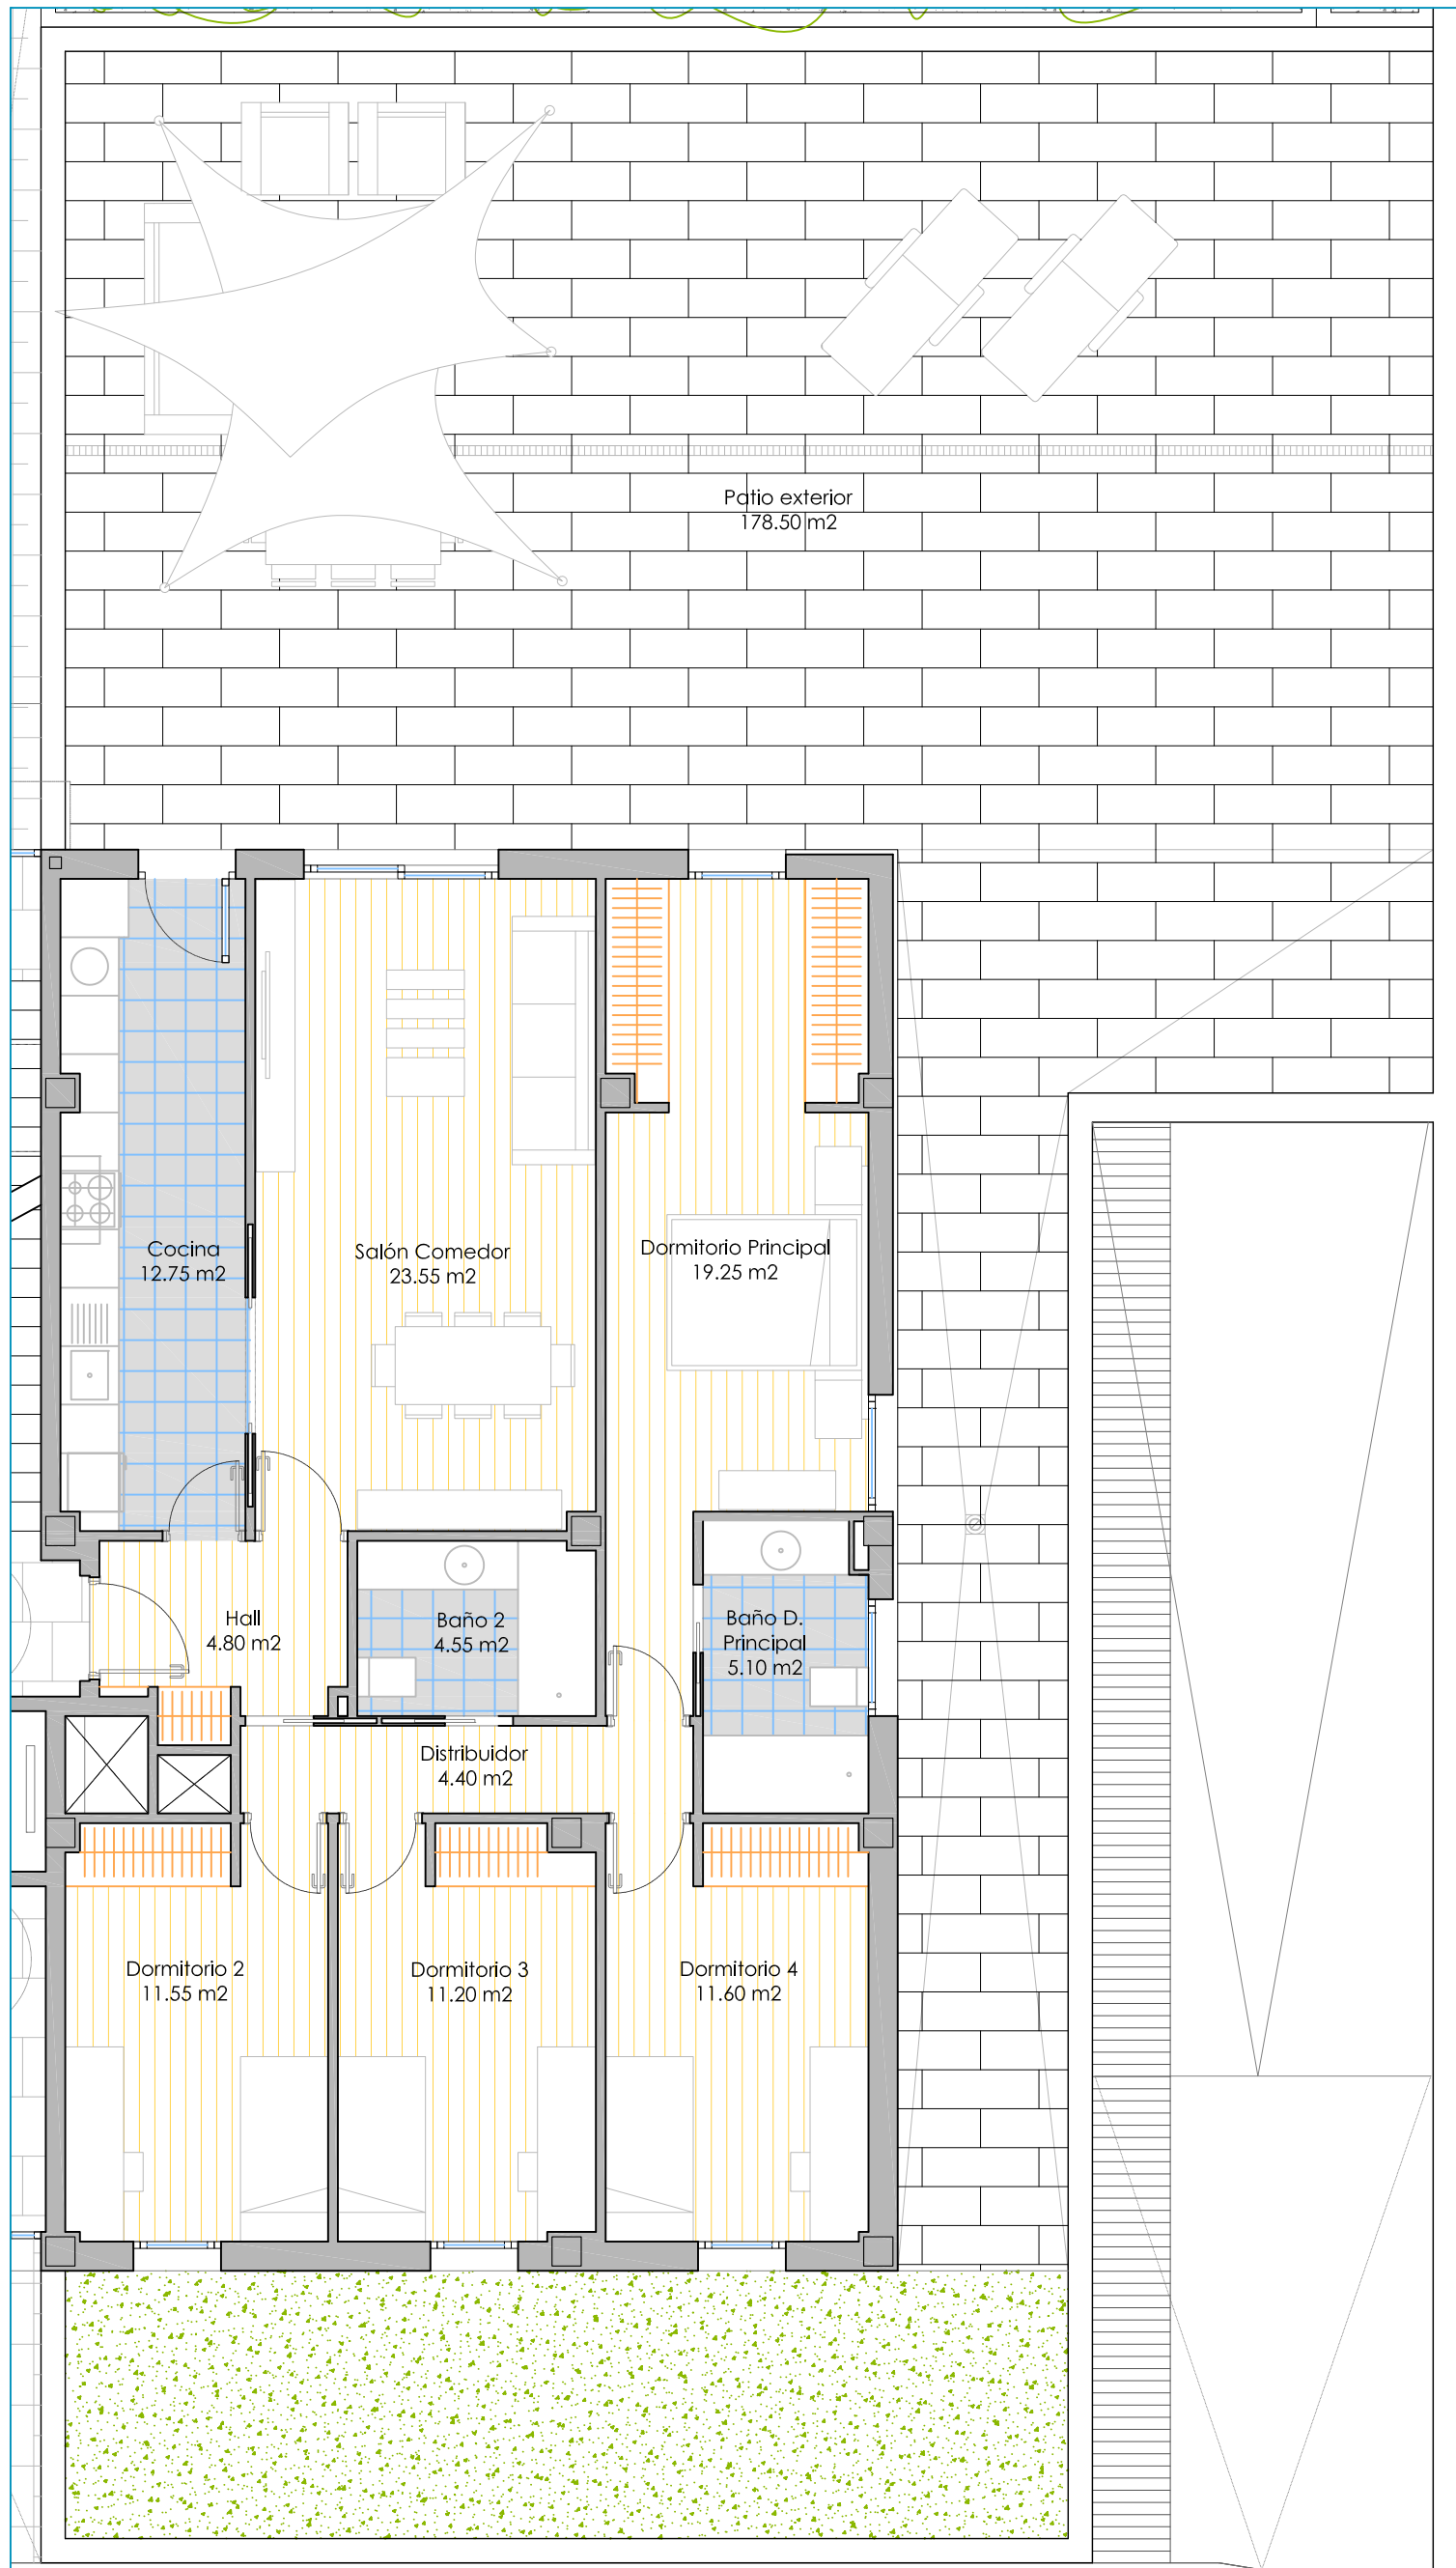 Patio exterior
178.50 m2
Cocina
12.75 m2
Salón Comedor
23.55 m2
Dormitorio Principal
19.25 m2
Hall
4.80 m2
Baño 2
4.55 m2
Baño D.
Principal
5.10 m2
Distribuidor
4.40 m2
Dormitorio 2
11.55 m2
Dormitorio 3
11.20 m2
Dormitorio 4
11.60 m2